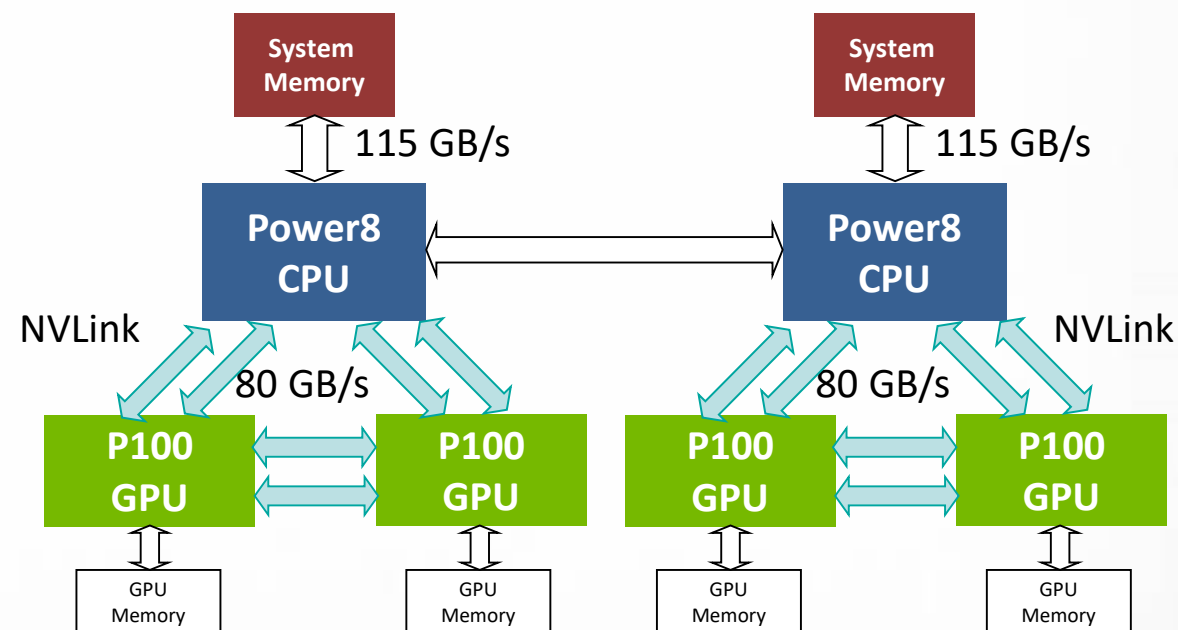 System
Memory
System
Memory
115 GB/s
115 GB/s
Power8
CPU
Power8
CPU
NVLink
NVLink
80 GB/s
80 GB/s
P100
GPU
P100
GPU
P100
GPU
P100
GPU
GPU
Memory
GPU
Memory
GPU
Memory
GPU
Memory